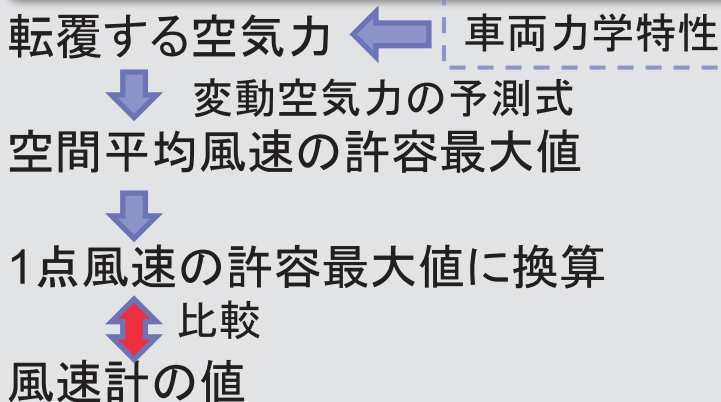 転覆する空気力
車両力学特性
変動空気力の予測式
空間平均風速の許容最大値
1点風速の許容最大値に換算
比較
風速計の値